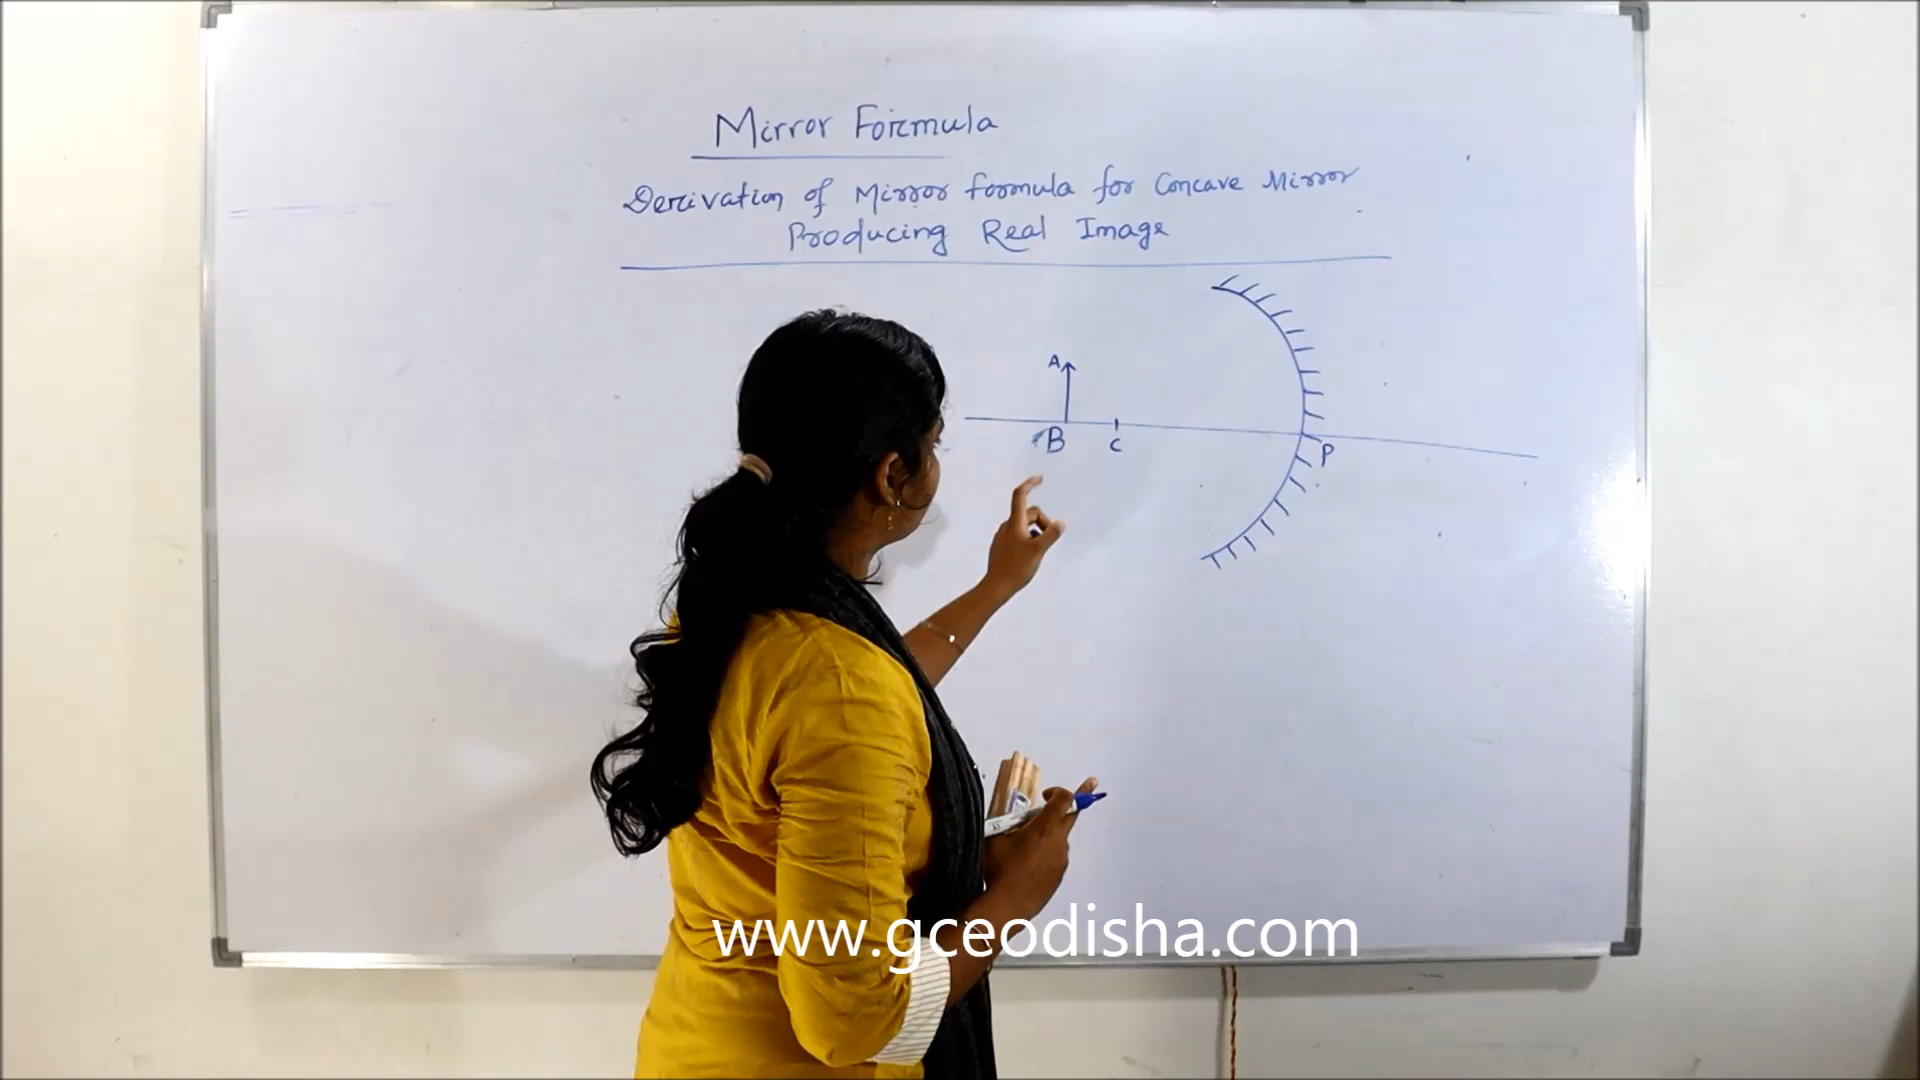 Mirror Formula
Derivation of Mirror formula for Concave Mirror
Producing Real Image
A
B
C
P
www.gceodisha.com